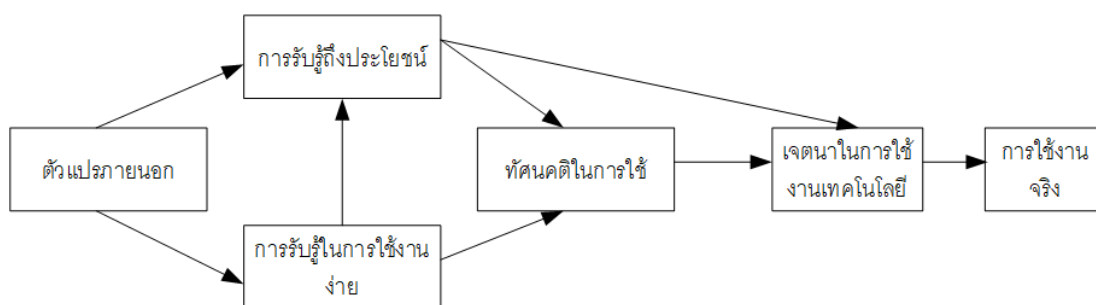 การรับรู้ถึงประโยชน์
ตัวแปรภายนอก
การรับรู้ในการใช้งาน
ง่าย
ทัศนคติในการใช้
เจตนาในการใช้
งานเทคโนโลยี
การใช้งาน
จริง